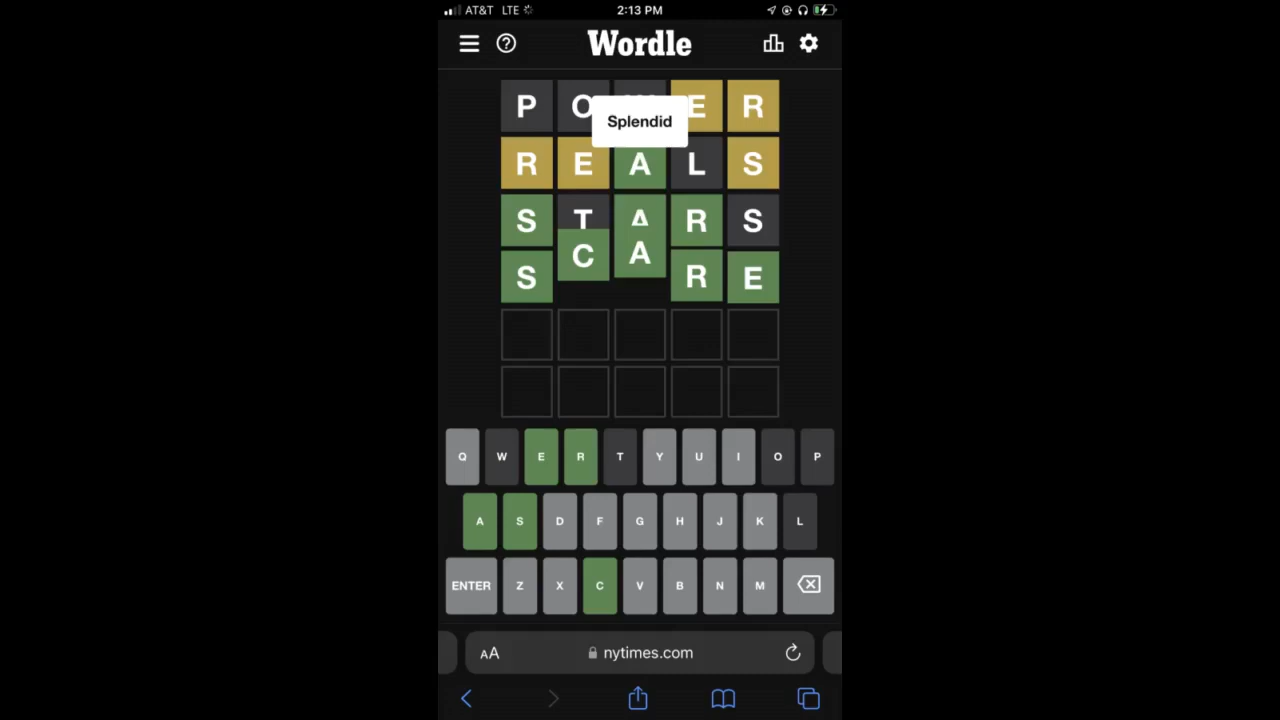 AT&T LTE 2:13 PM
Wordle
P O E R
Splendid
R E A L S
S T A R S
S C A R E
Q W E R T Y U I O P
A S D F G H J K L
ENTER Z X C V B N M
AA nytimes.com